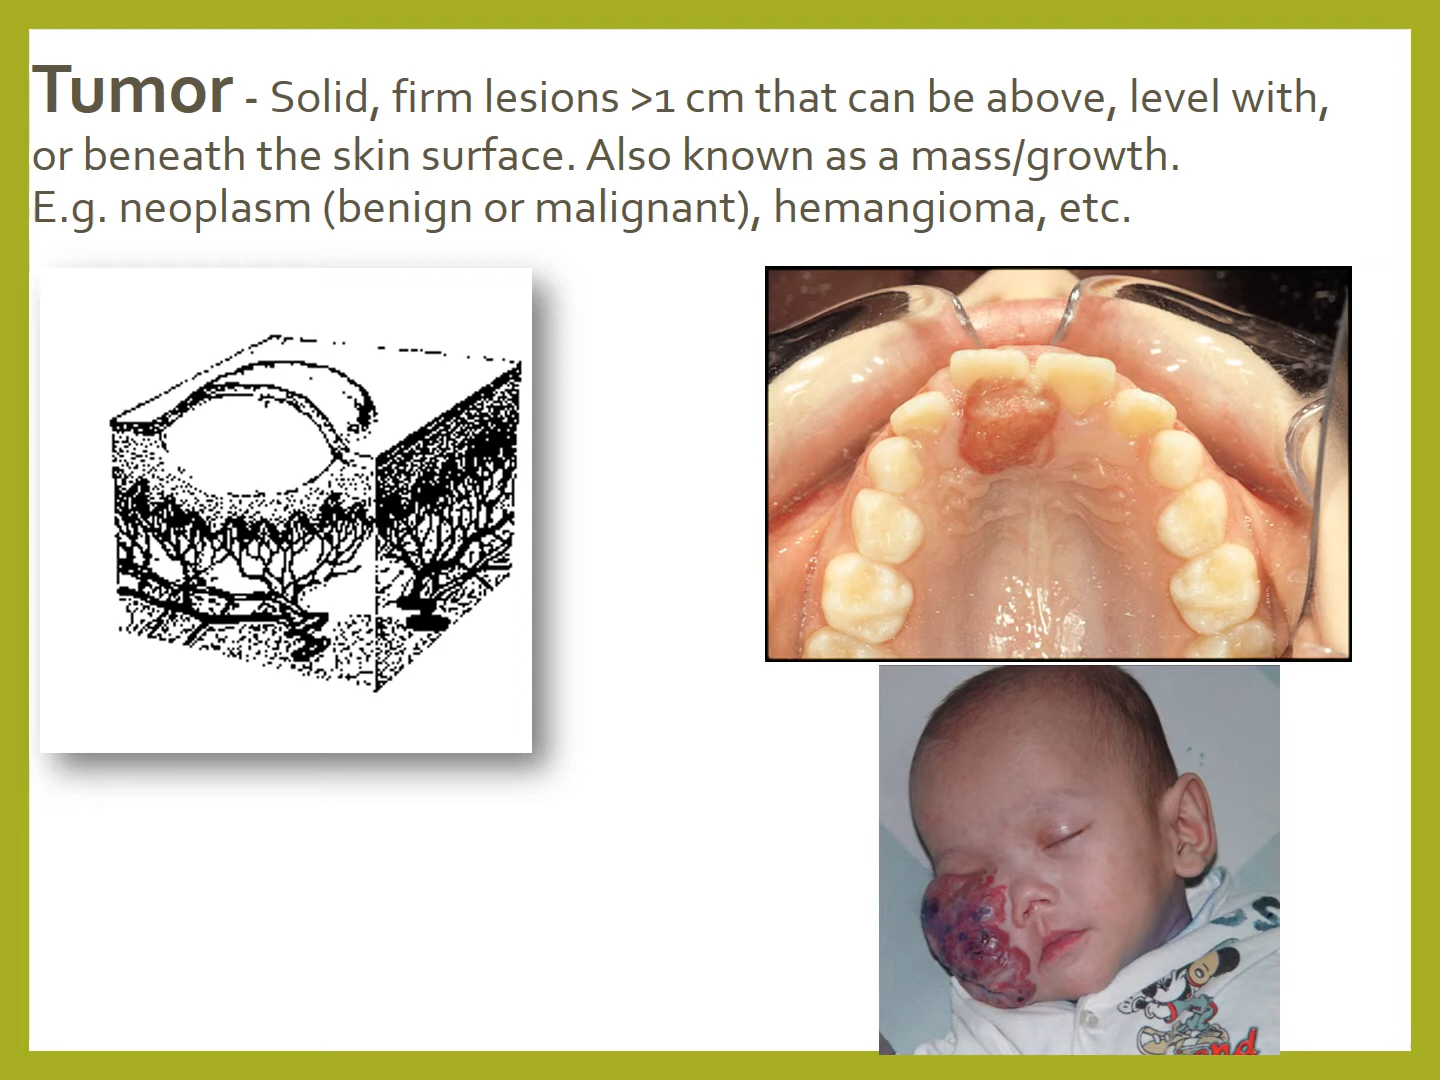 Tumor - Solid, firm lesions >1 cm that can be above, level with,
or beneath the skin surface. Also known as a mass/growth.
E.g. neoplasm (benign or malignant), hemangioma, etc.